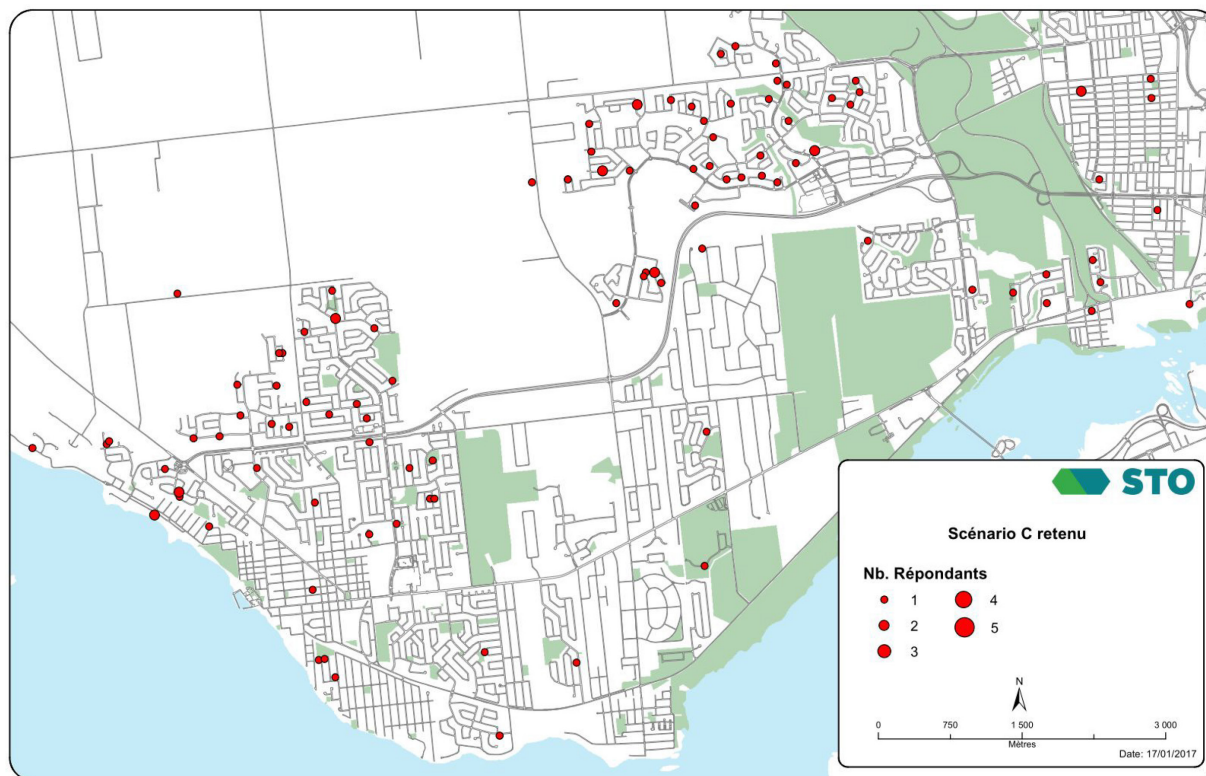 STO
Scénario C retenu
Nb. Répondants
1 4
2 5
3
N
0 750 1 500 3 000
Mètres
Date: 17/01/2017